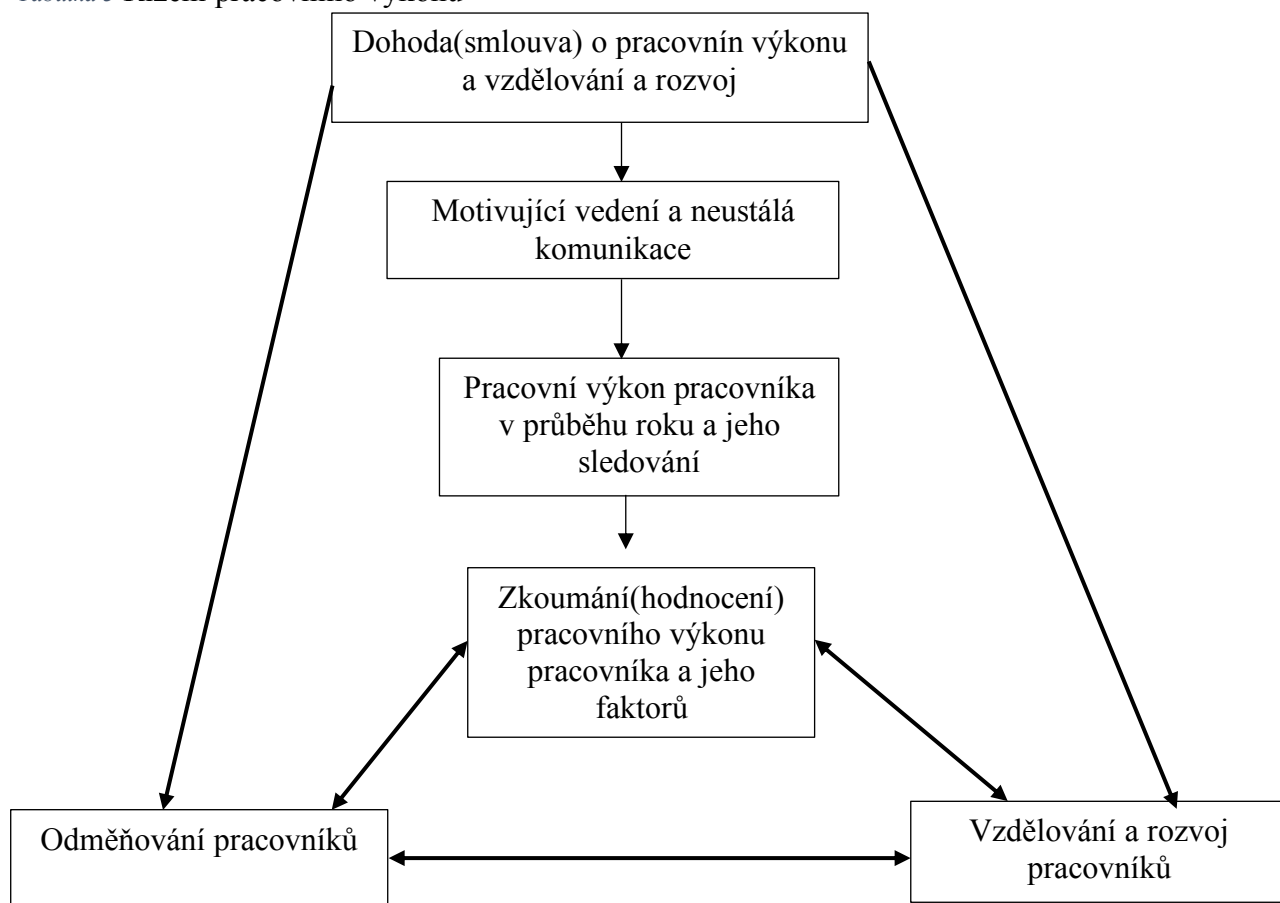 Dohoda(smlouva) o pracovnín výkonu
a vzdělování a rozvoj
Motivující vedení a neustálá
komunikace
Pracovní výkon pracovníka
v průběhu roku a jeho
sledování
Zkoumání(hodnocení)
pracovního výkonu
pracovníka a jeho
faktorů
Odměňování pracovníků
Vzdělování a rozvoj
pracovníků